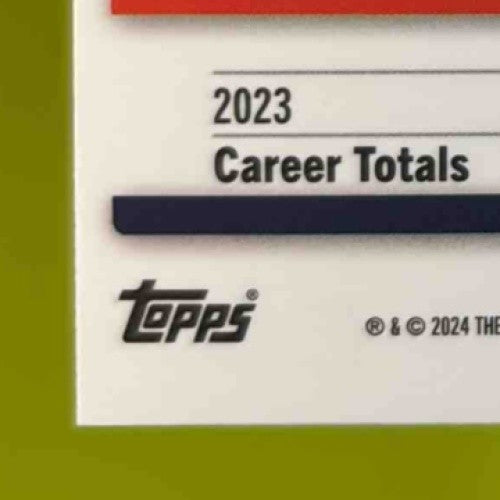 2023
Career Totals
TOPPS®
® & © 2024 THE